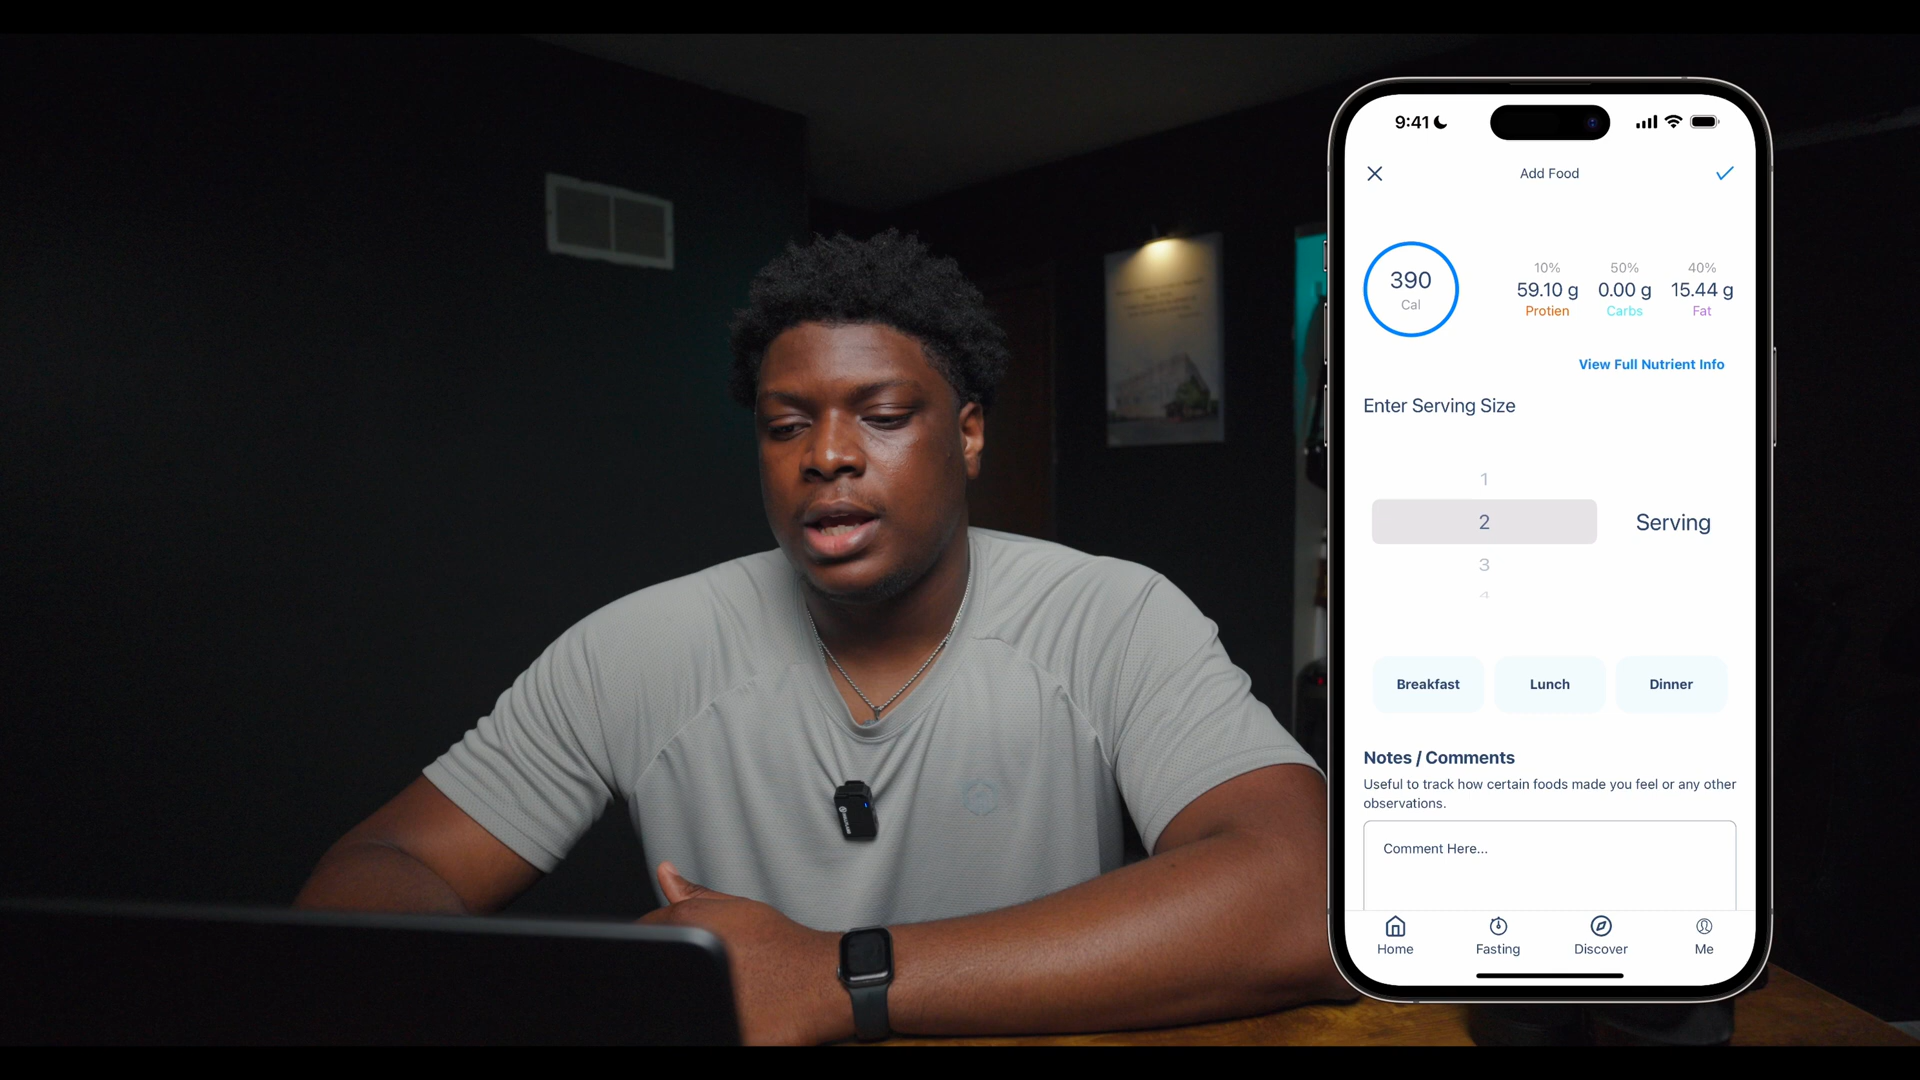 9:41
Add Food
390
Cal
10% 50% 40%
59.10 g 0.00 g 15.44 g
Protien Carbs Fat
View Full Nutrient Info
Enter Serving Size
1
2 Serving
3
4
Breakfast Lunch Dinner
Notes / Comments
Useful to track how certain foods made you feel or any other
observations.
Comment Here...
Home Fasting Discover Me